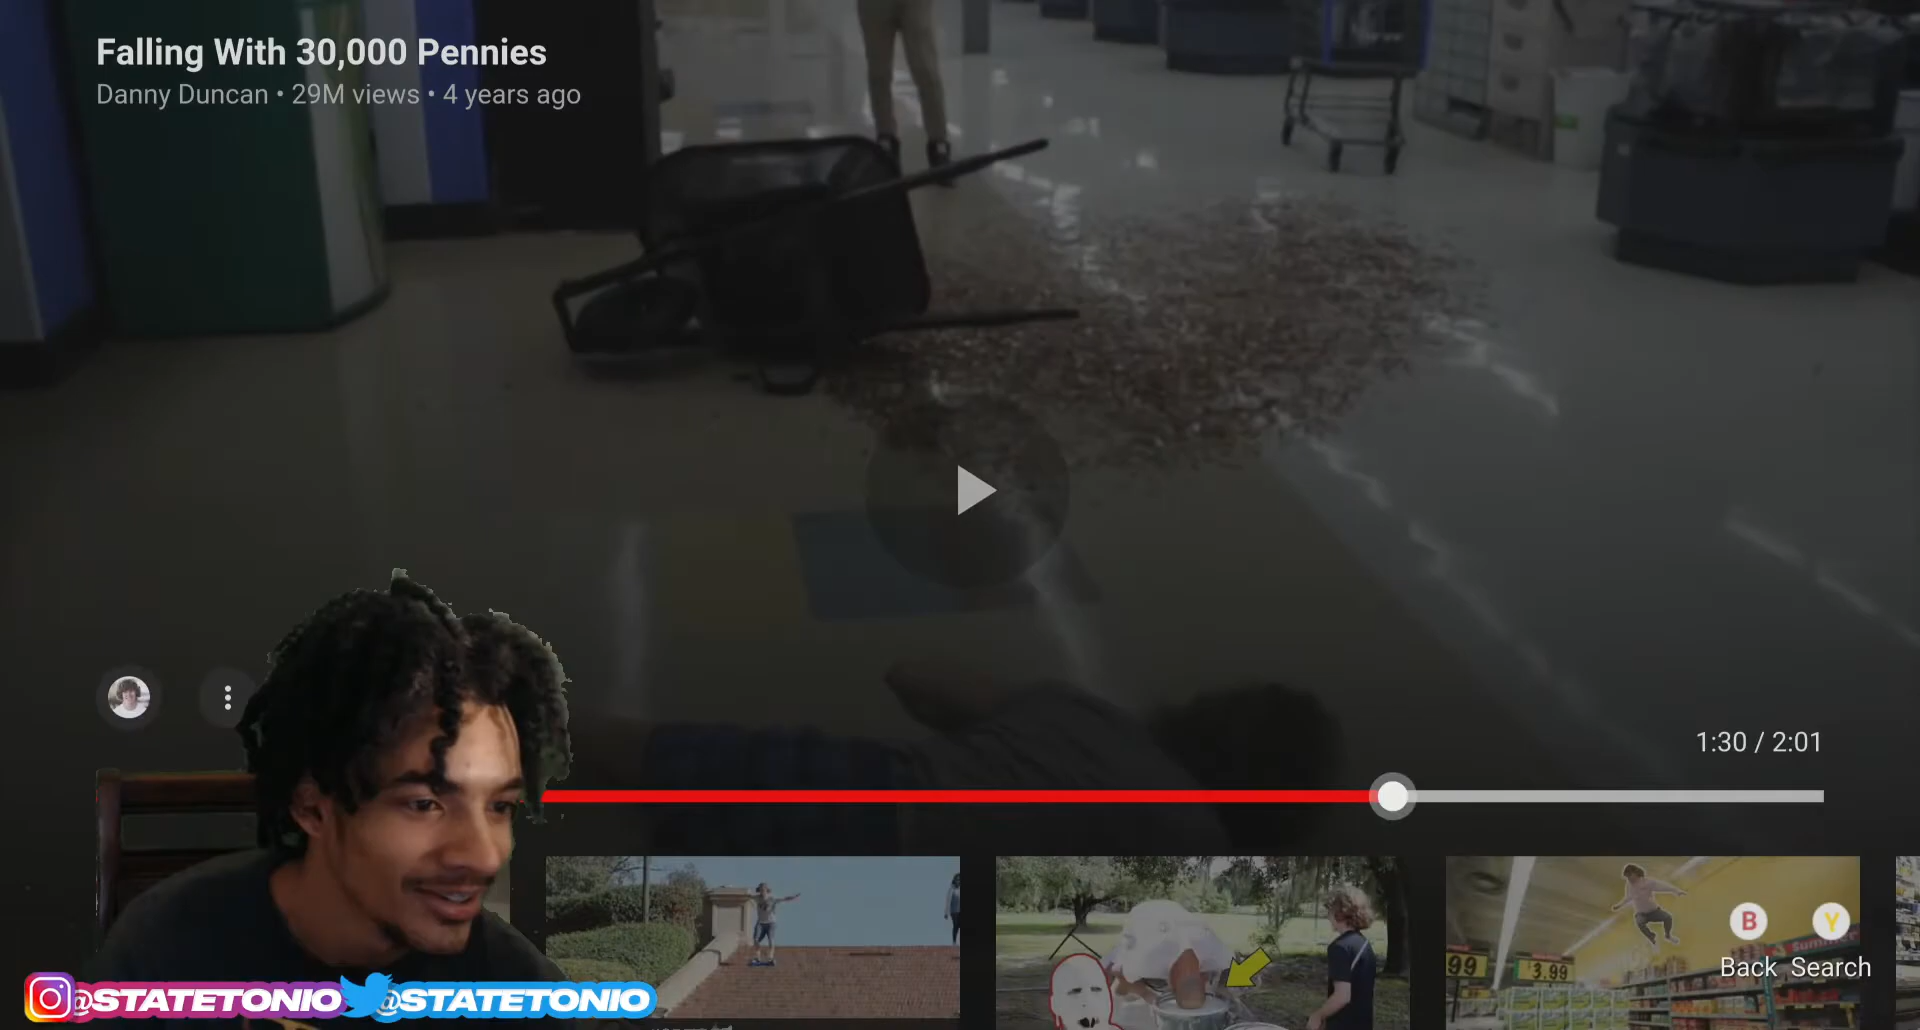 Falling With 30,000 Pennies
Danny Duncan • 29M views • 4 years ago
1:30 / 2:01
99
3.99
Summer
B Y
Back Search
@STATETONIO @STATETONIO